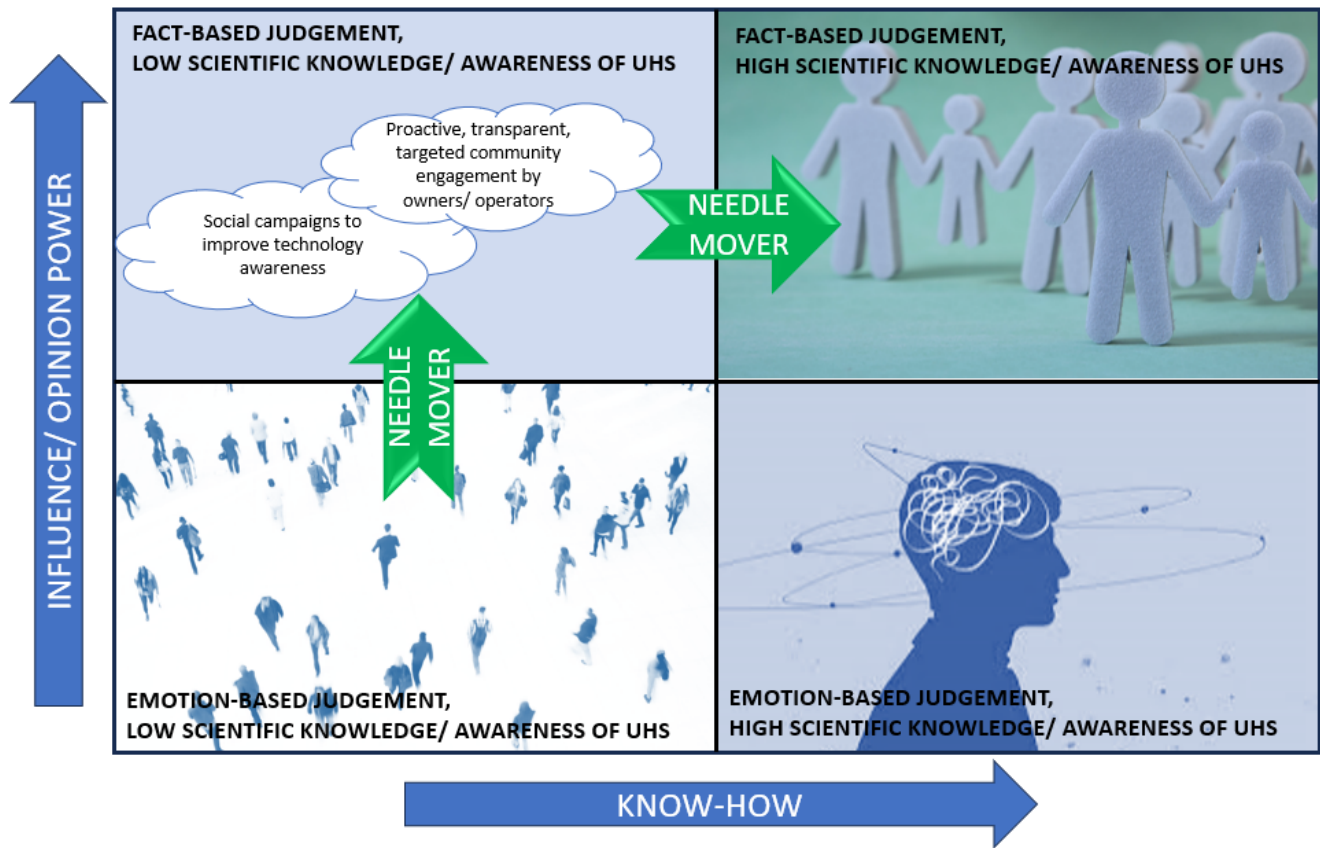 FACT-BASED JUDGEMENT,
LOW SCIENTIFIC KNOWLEDGE/ AWARENESS OF UHS
FACT-BASED JUDGEMENT,
HIGH SCIENTIFIC KNOWLEDGE/ AWARENESS OF UHS
Proactive, transparent,
targeted community
engagement by
owners/ operators
Social campaigns to
improve technology
awareness
NEEDLE
MOVER
NEEDLE
MOVER
INFLUENCE/ OPINION POWER
EMOTION-BASED JUDGEMENT,
LOW SCIENTIFIC KNOWLEDGE/ AWARENESS OF UHS
EMOTION-BASED JUDGEMENT,
HIGH SCIENTIFIC KNOWLEDGE/ AWARENESS OF UHS
KNOW-HOW